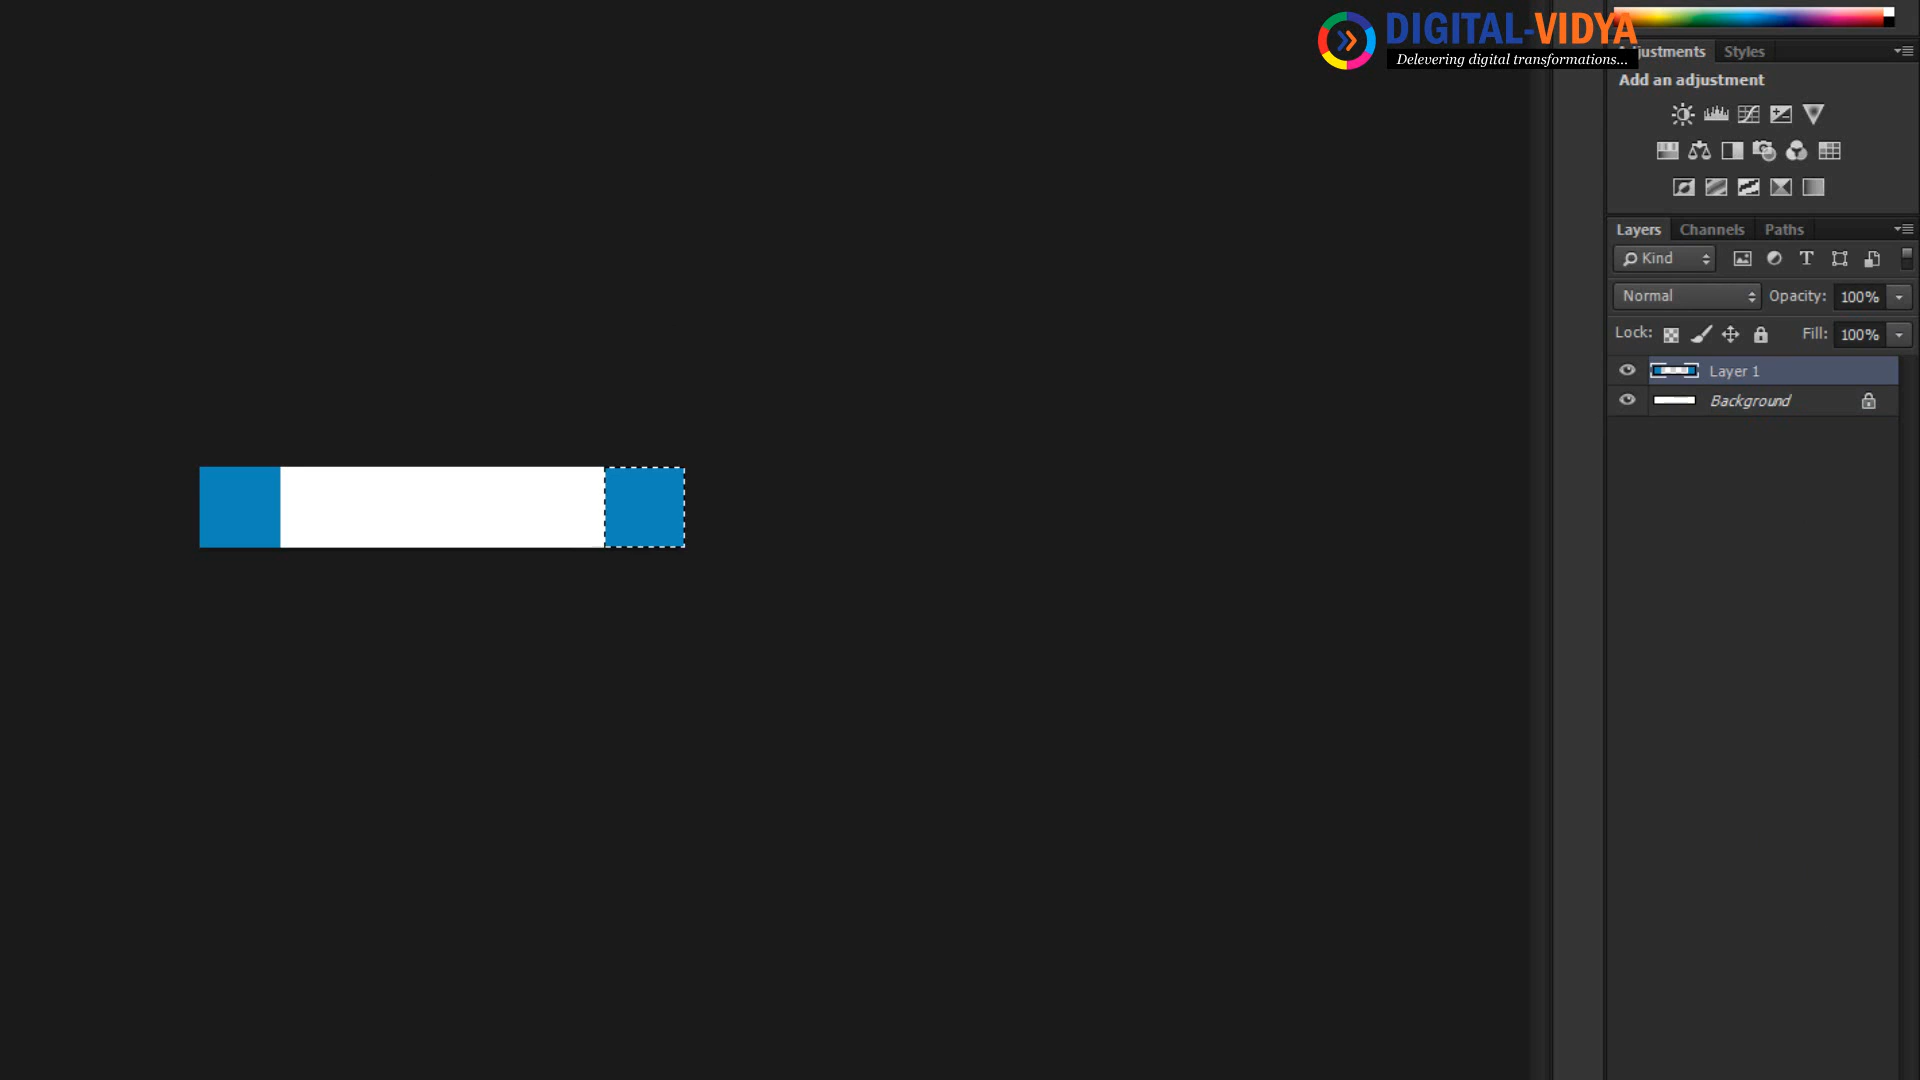 DIGITAL-VIDYA
Delevering digital transformations...
justments Styles
Add an adjustment
Layers Channels Paths
Kind
Normal Opacity: 100%
Lock: Fill: 100%
Layer 1
Background